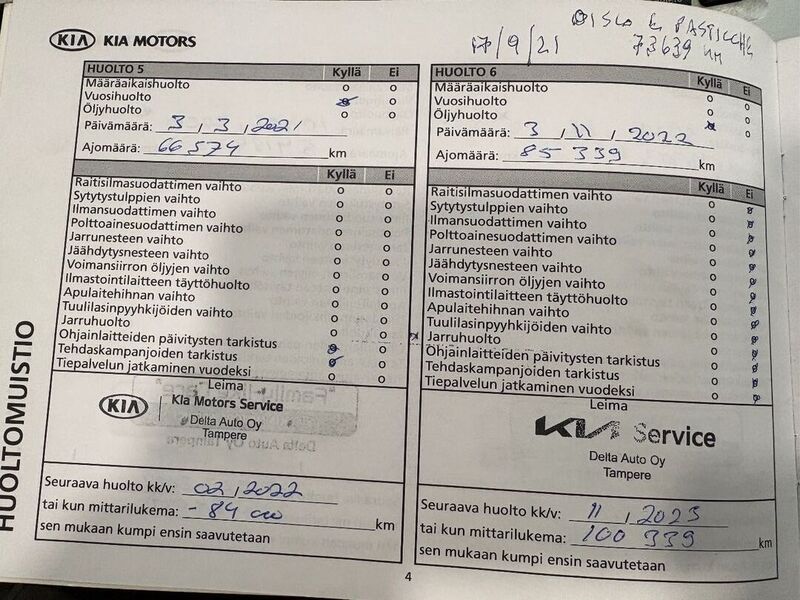 KIA KIA MOTORS
DISCO E PASTICCHE
17/9/21 73639 KM
HUOLTO 5 Kyllä Ei
Määräaikaishuolto o o
Vuosihuolto o
Öljyhuolto o o
Päivämäärä: 3, 3, 2021
Ajomäärä: 66 574 km
Kyllä Ei
Raitisilmasuodattimen vaihto o o
Sytytystulppien vaihto o o
Ilmansuodattimen vaihto o o
Polttoainesuodattimen vaihto o o
Jarrunesteen vaihto o o
Jäähdytysnesteen vaihto o o
Voimansiirron öljyjen vaihto o o
Ilmastointilaitteen täyttöhuolto o o
Apulaitehihnan vaihto o o
Tuulilasinpyyhkijöiden vaihto o o
Jarruhuolto o o
Ohjainlaitteiden päivitysten tarkistus o
Tehdaskampanjoiden tarkistus o
Tiepalvelun jatkaminen vuodeksi o o
Leima
KIA Kia Motors Service
Delta Auto Oy
Tampere
Seuraava huolto kk/v: 02, 2022
tai kun mittarilukema: - 84 000 km
sen mukaan kumpi ensin saavutetaan
HUOLTO 6 Kyllä Ei
Määräaikaishuolto o o
Vuosihuolto o o
Öljyhuolto o
Päivämäärä: 3, 11, 2022
Ajomäärä: 85 339 km
Kyllä Ei
Raitisilmasuodattimen vaihto o
Sytytystulppien vaihto o
Ilmansuodattimen vaihto o
Polttoainesuodattimen vaihto o
Jarrunesteen vaihto o
Jäähdytysnesteen vaihto o
Voimansiirron öljyjen vaihto o
Ilmastointilaitteen täyttöhuolto o
Apulaitehihnan vaihto o
Tuulilasinpyyhkijöiden vaihto o
Jarruhuolto o
Ohjainlaitteiden päivitysten tarkistus o
Tehdaskampanjoiden tarkistus o
Tiepalvelun jatkaminen vuodeksi o
Leima
KIA Service
Delta Auto Oy
Tampere
Seuraava huolto kk/v: 11, 2023
tai kun mittarilukema: 100 339 km
sen mukaan kumpi ensin saavutetaan
HUOLTOMUISTIO
4